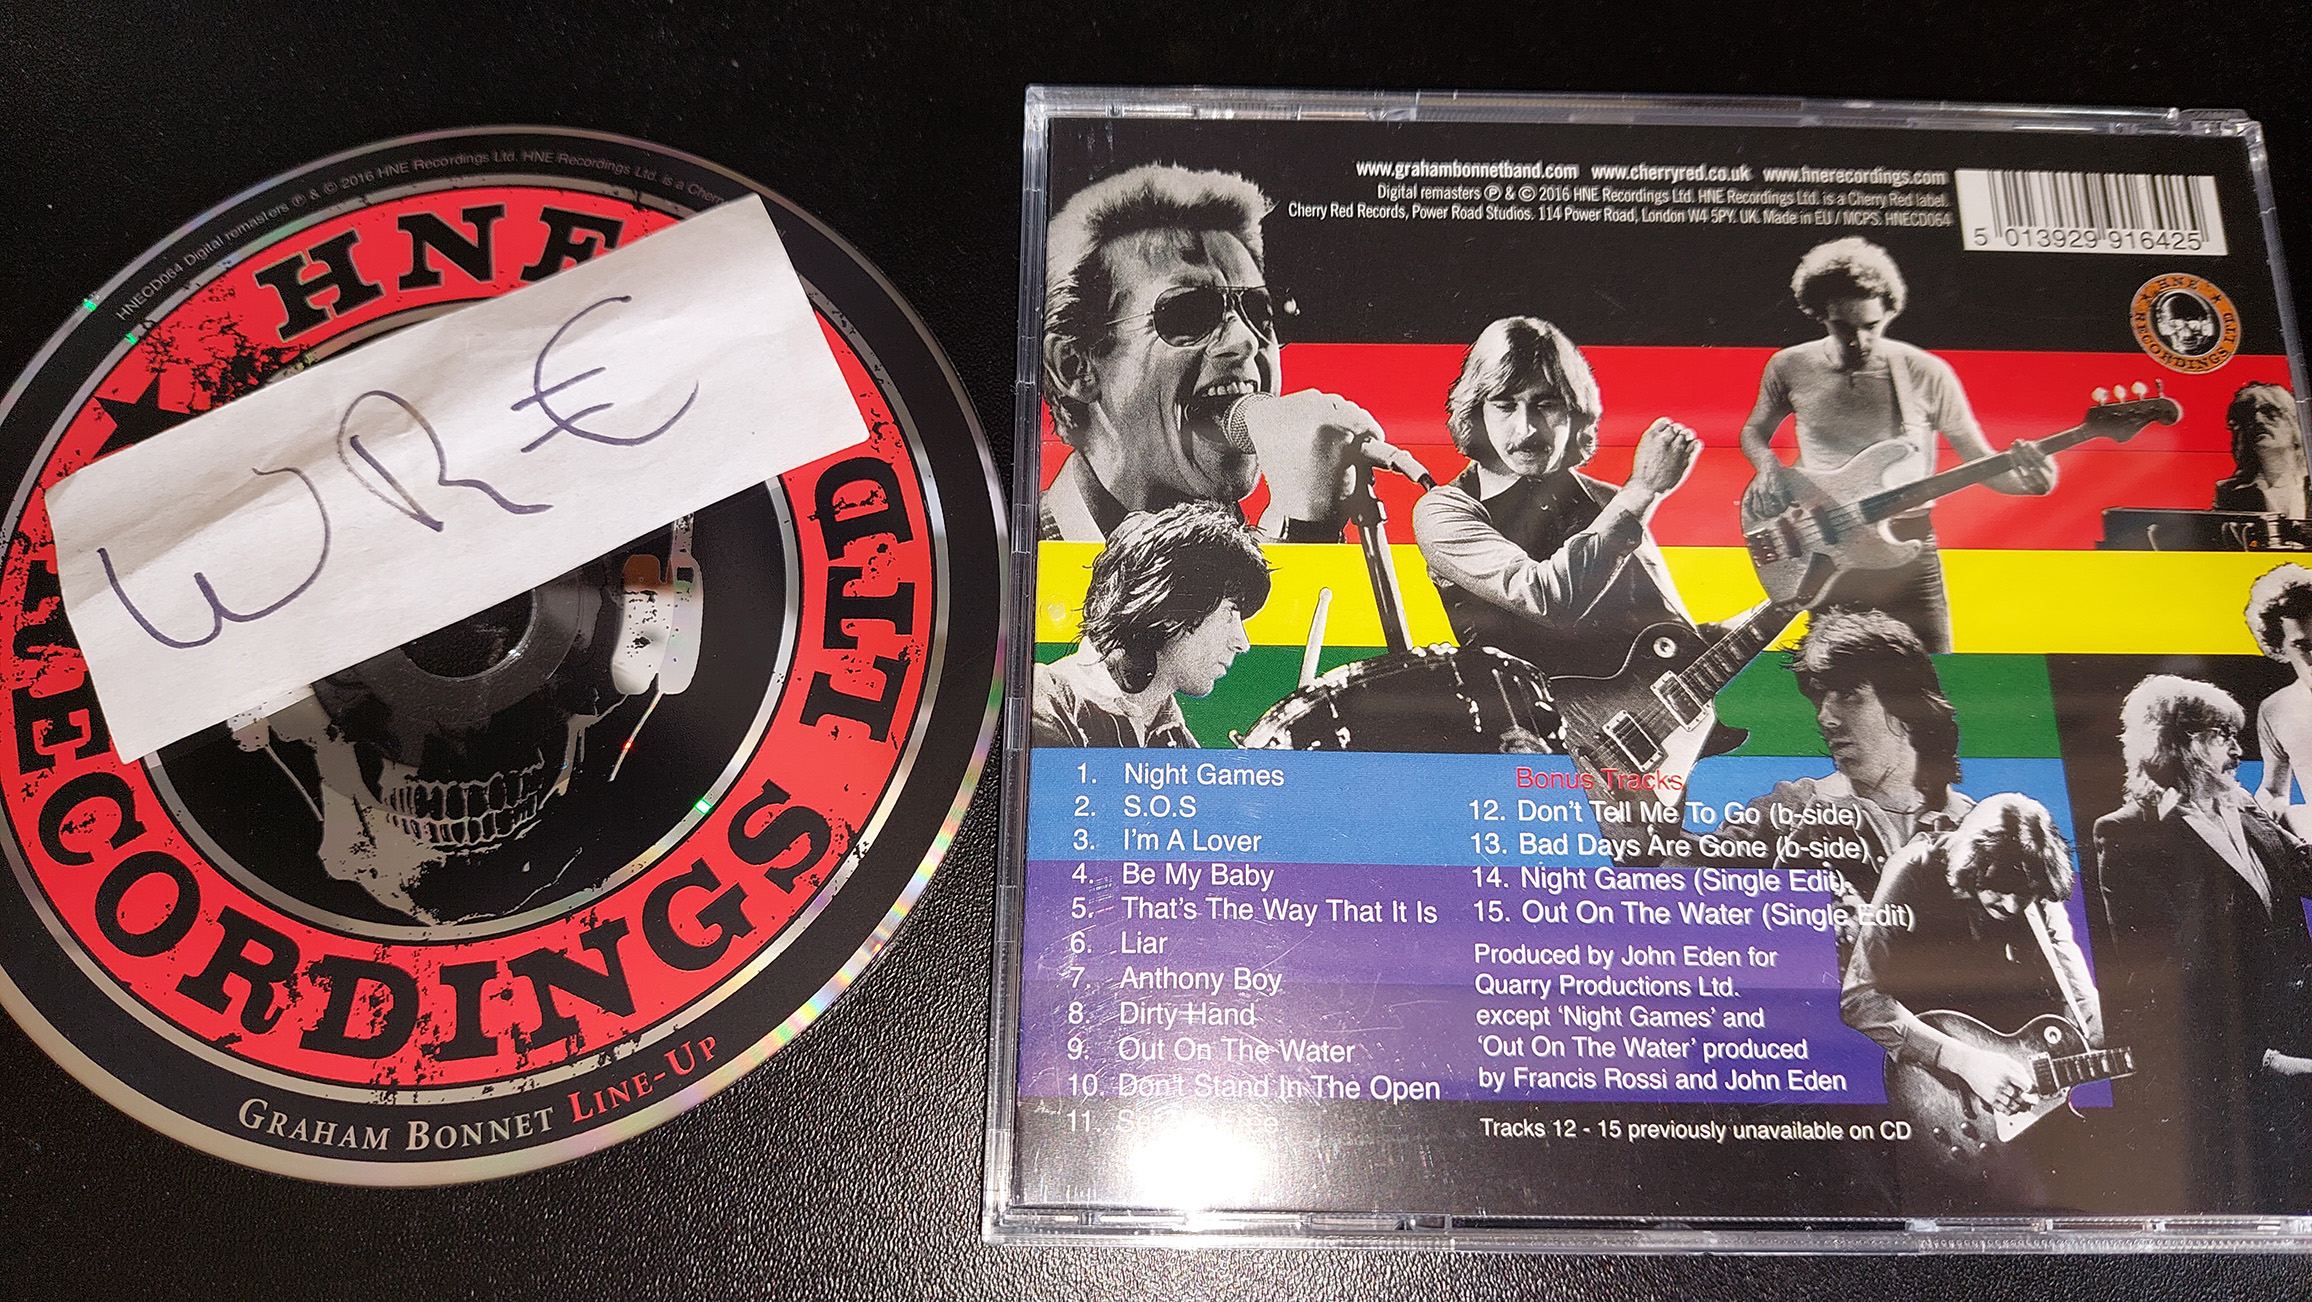 HNECD064 Digital remasters ℗ & © 2016 HNE Recordings Ltd. HNE Recordings Ltd. is a Cherry
HNE
RECORDINGS LTD
WRE
GRAHAM BONNET LINE-UP
www.grahambonnetband.com www.cherryred.co.uk www.hnerecordings.com
Digital remasters ℗ & © 2016 HNE Recordings Ltd. HNE Recordings Ltd. is a Cherry Red label.
Cherry Red Records, Power Road Studios. 114 Power Road, London W4 5PY. UK. Made in EU / MCPS. HNECD064
5 013929 916425
HNE RECORDINGS LTD
1. Night Games
2. S.O.S
3. I'm A Lover
4. Be My Baby
5. That's The Way That It Is
6. Liar
7. Anthony Boy
8. Dirty Hand
9. Out On The Water
10. Don't Stand In The Open
11.
Bonus Tracks
12. Don't Tell Me To Go (b-side)
13. Bad Days Are Gone (b-side)
14. Night Games (Single Edit)
15. Out On The Water (Single Edit)
Produced by John Eden for
Quarry Productions Ltd.
except 'Night Games' and
'Out On The Water' produced
by Francis Rossi and John Eden
Tracks 12 - 15 previously unavailable on CD